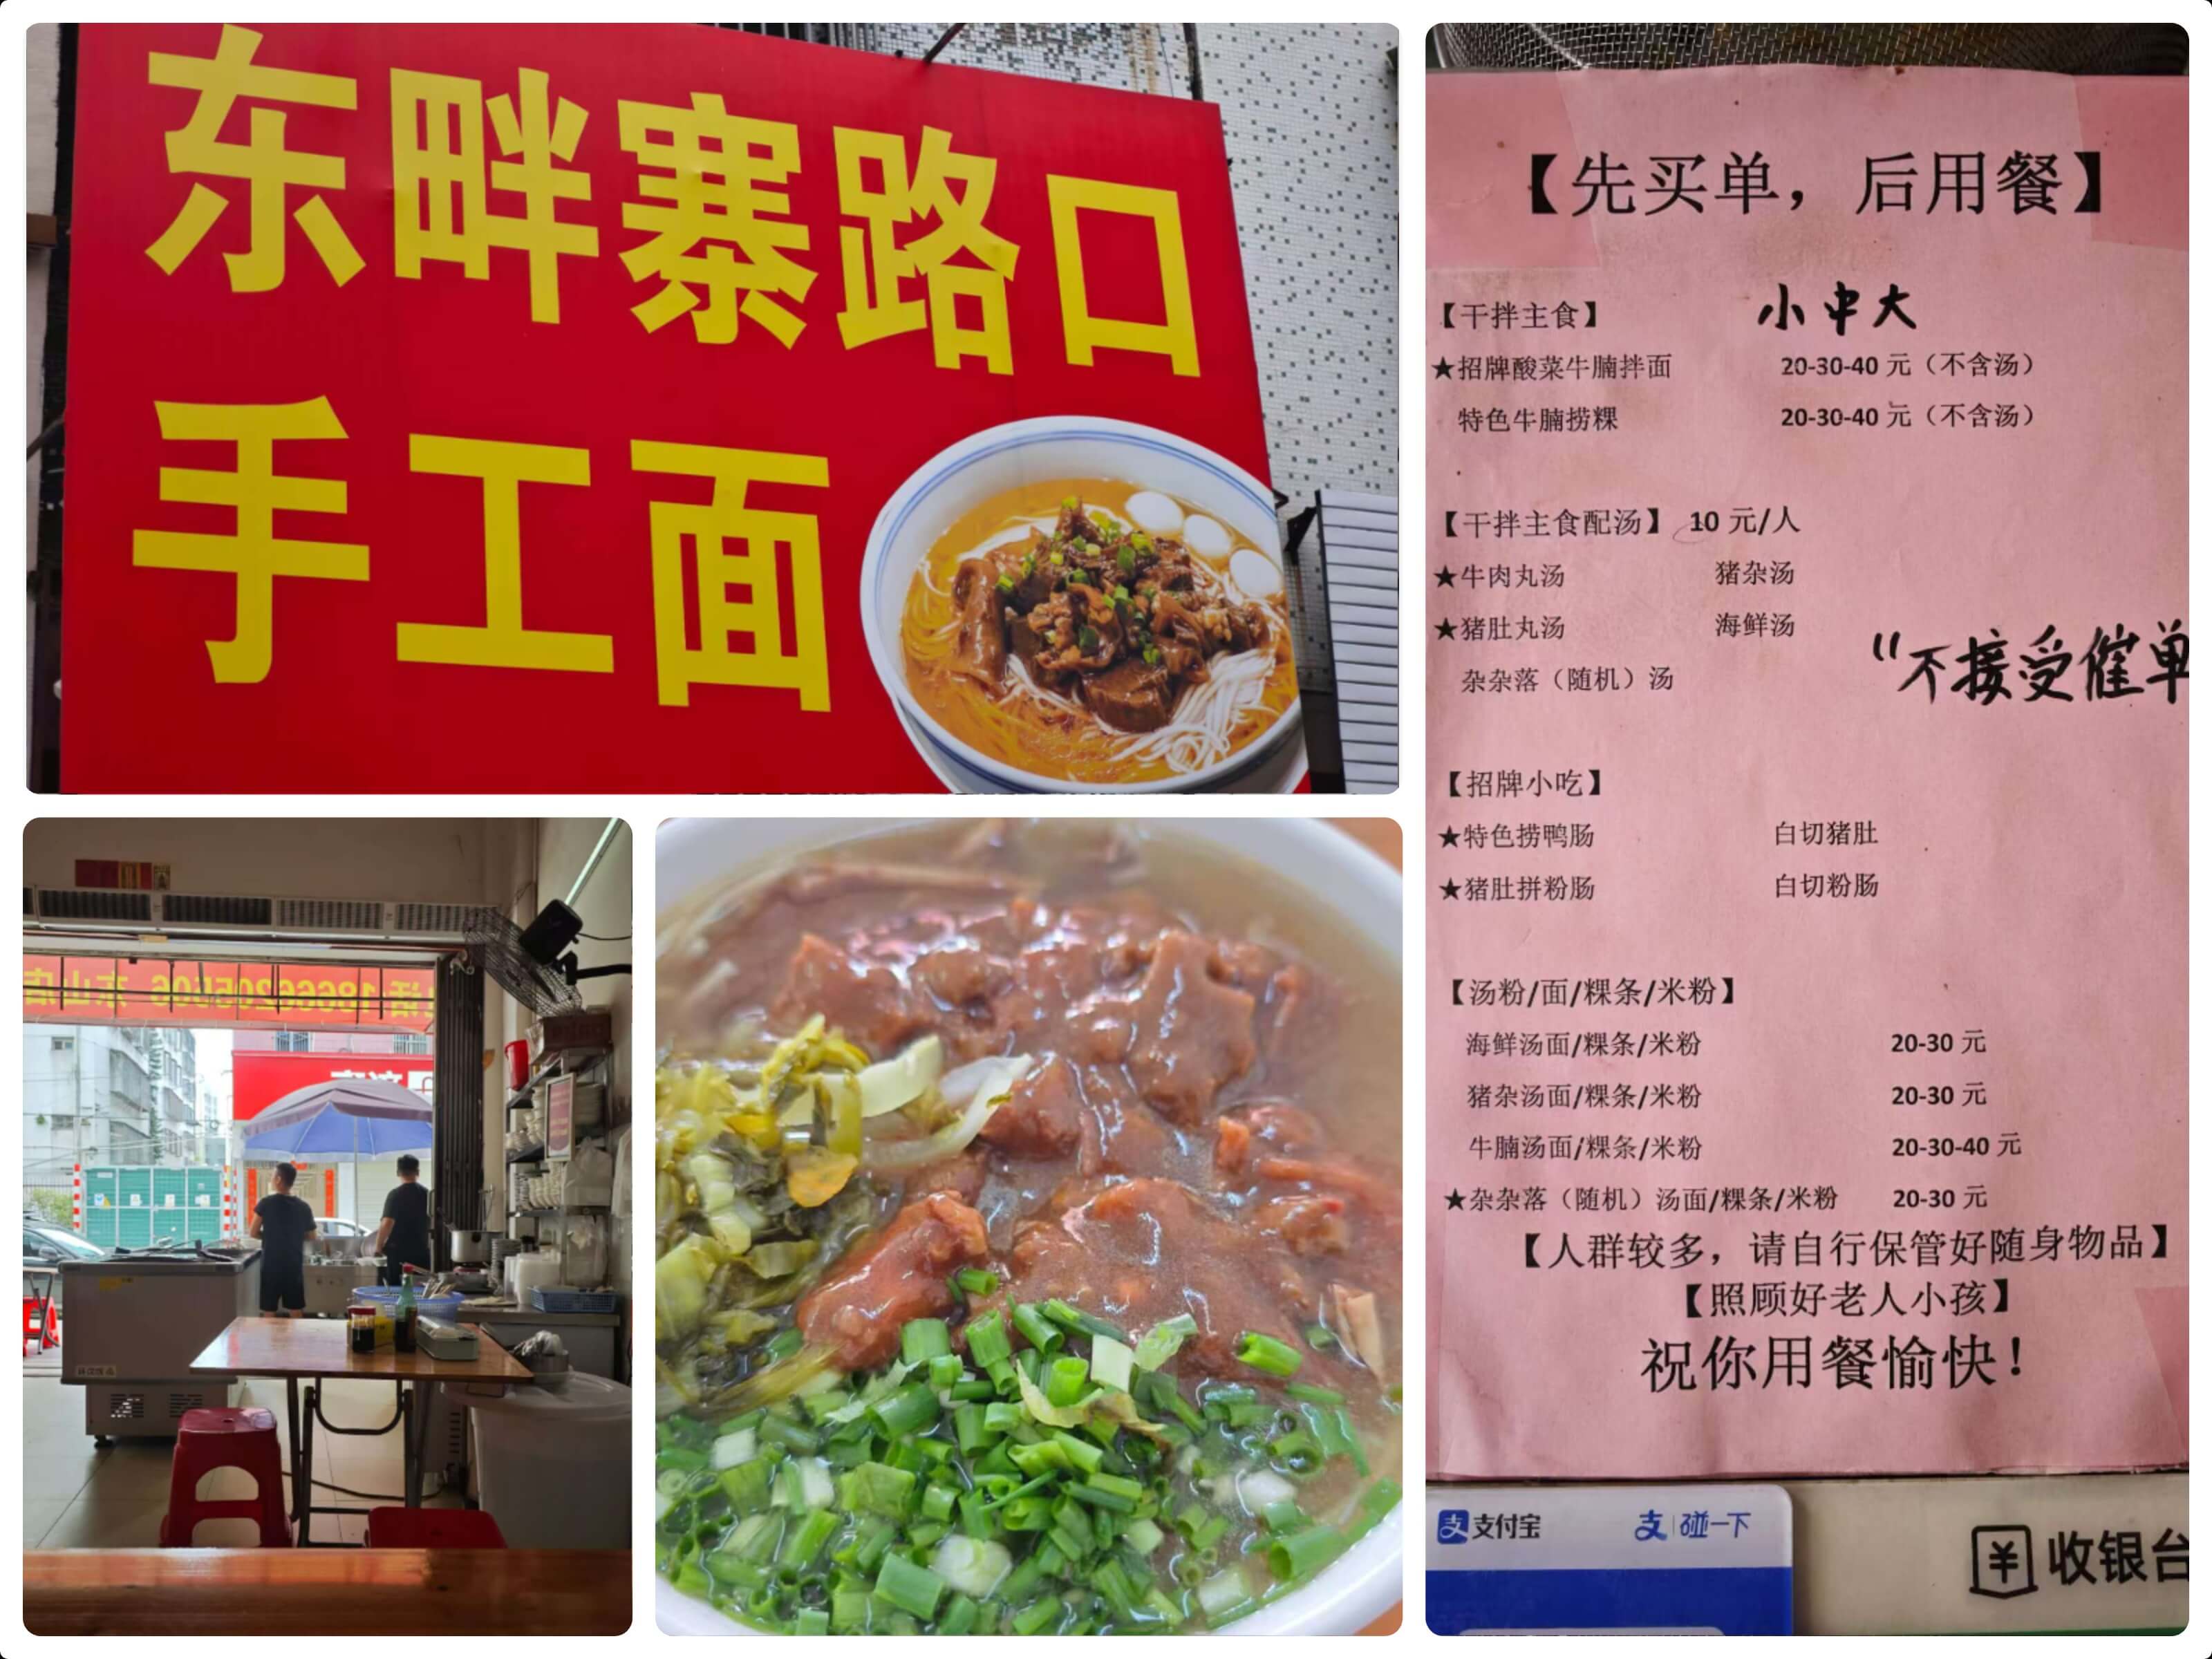 东畔寨路口
手工面
电话 18666205506 东山店
【先买单，后用餐】
【干拌主食】 小 中 大
★招牌酸菜牛腩拌面 20-30-40 元（不含汤）
特色牛腩捞粿 20-30-40 元（不含汤）
【干拌主食配汤】 10 元/人
★牛肉丸汤 猪杂汤
★猪肚丸汤 海鲜汤
杂杂落（随机）汤
“不接受催单
【招牌小吃】
★特色捞鸭肠 白切猪肚
★猪肚拼粉肠 白切粉肠
【汤粉/面/粿条/米粉】
海鲜汤面/粿条/米粉 20-30 元
猪杂汤面/粿条/米粉 20-30 元
牛腩汤面/粿条/米粉 20-30-40 元
★杂杂落（随机）汤面/粿条/米粉 20-30 元
【人群较多，请自行保管好随身物品】
【照顾好老人小孩】
祝你用餐愉快！
支付宝 支 碰一下
¥ 收银台